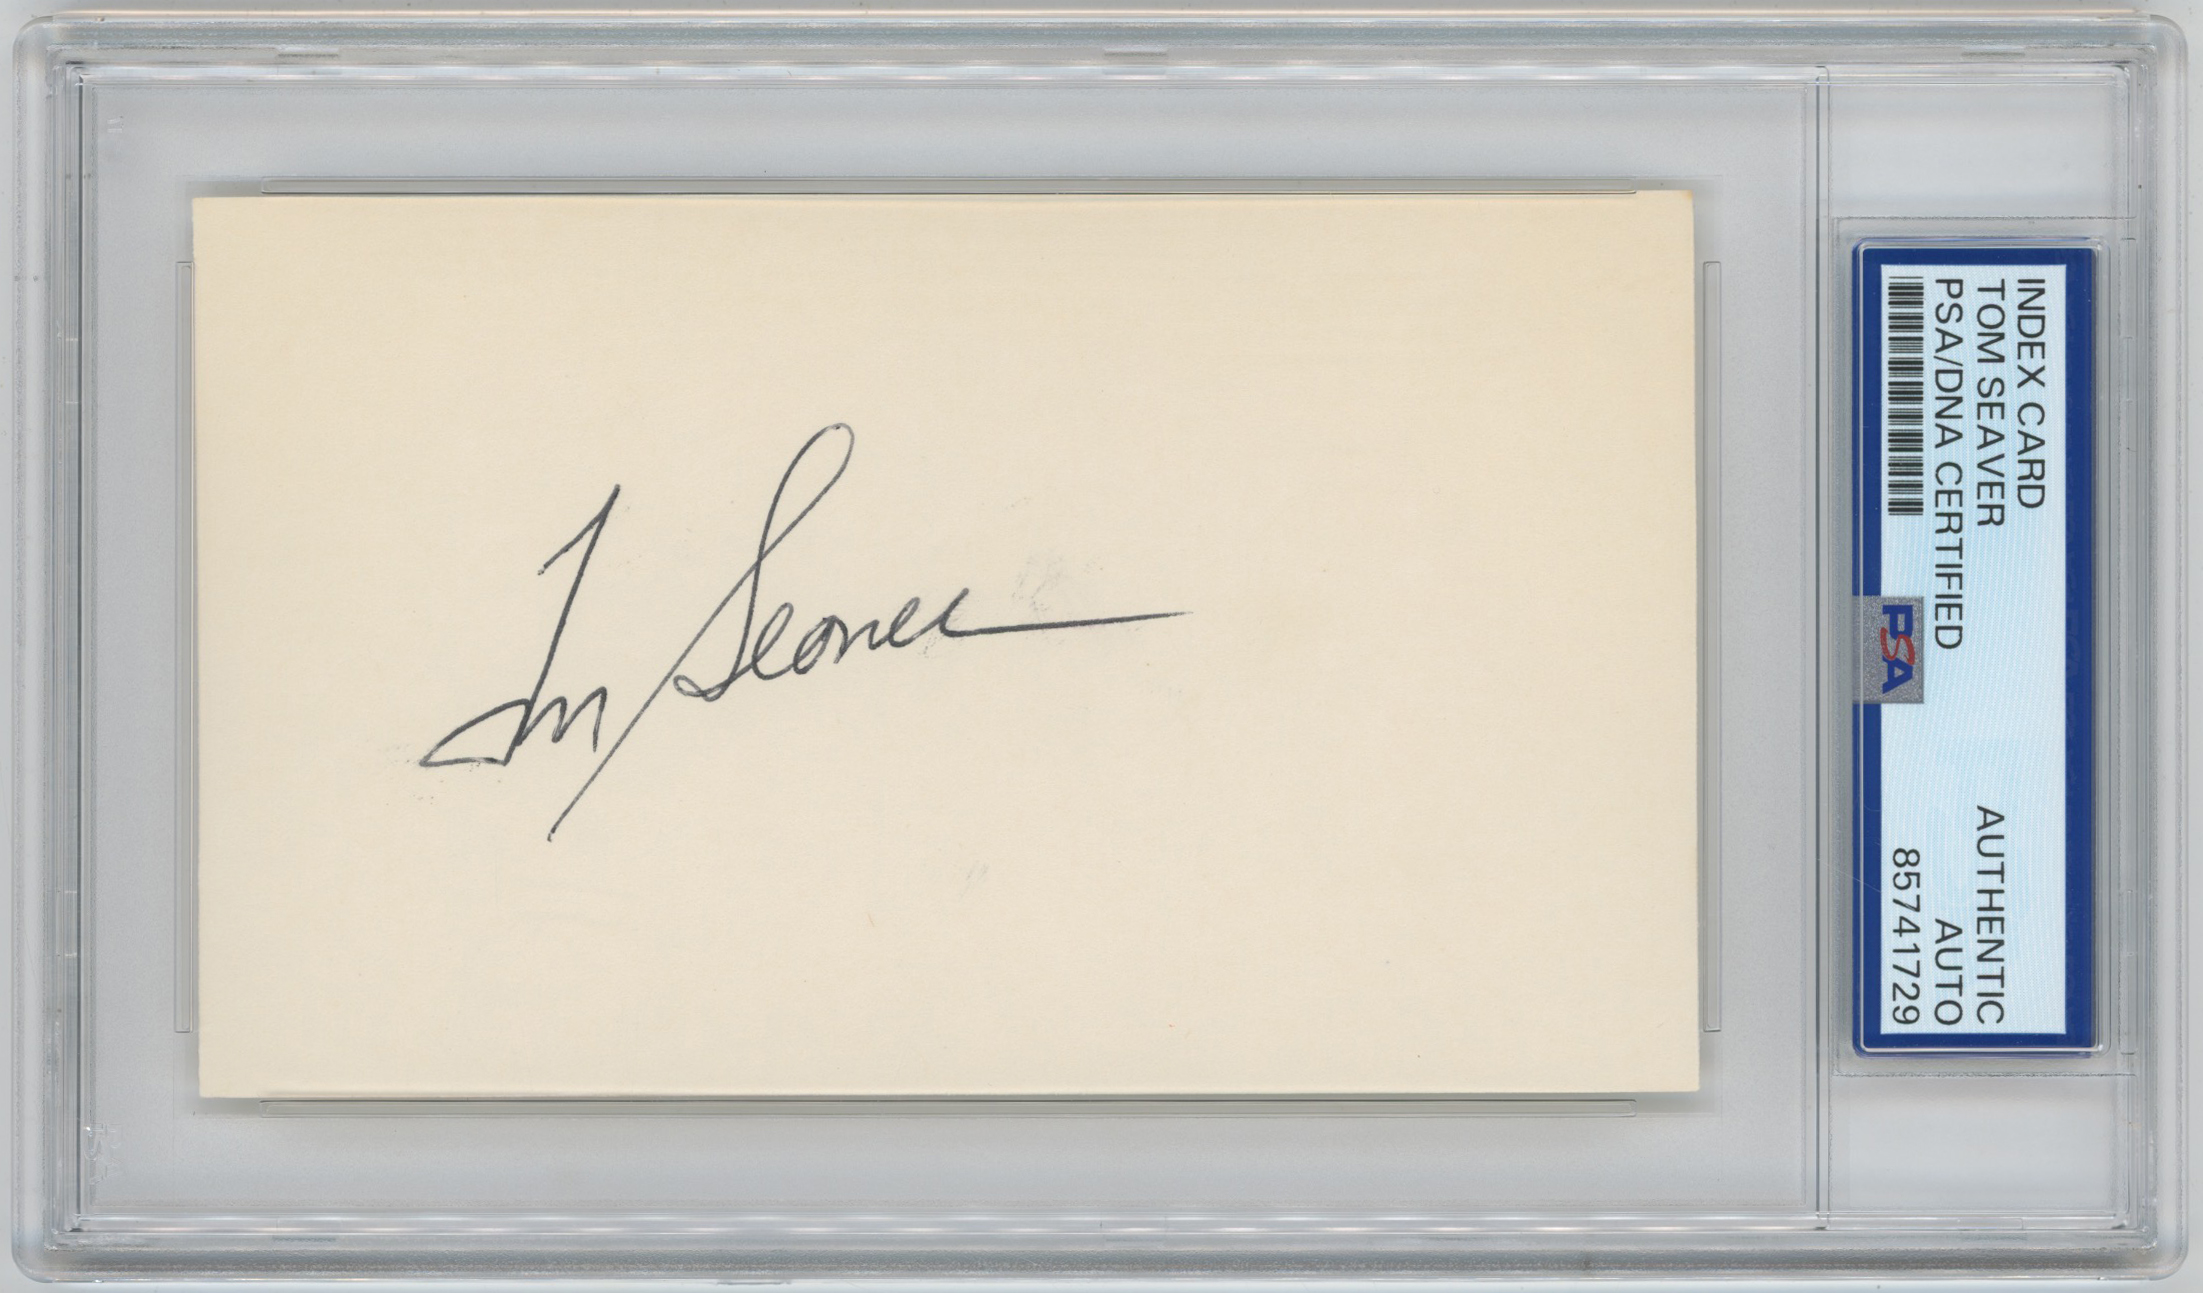 Tom Seaver
INDEX CARD
TOM SEAVER
PSA/DNA CERTIFIED
AUTHENTIC
AUTO
85741729
PSA